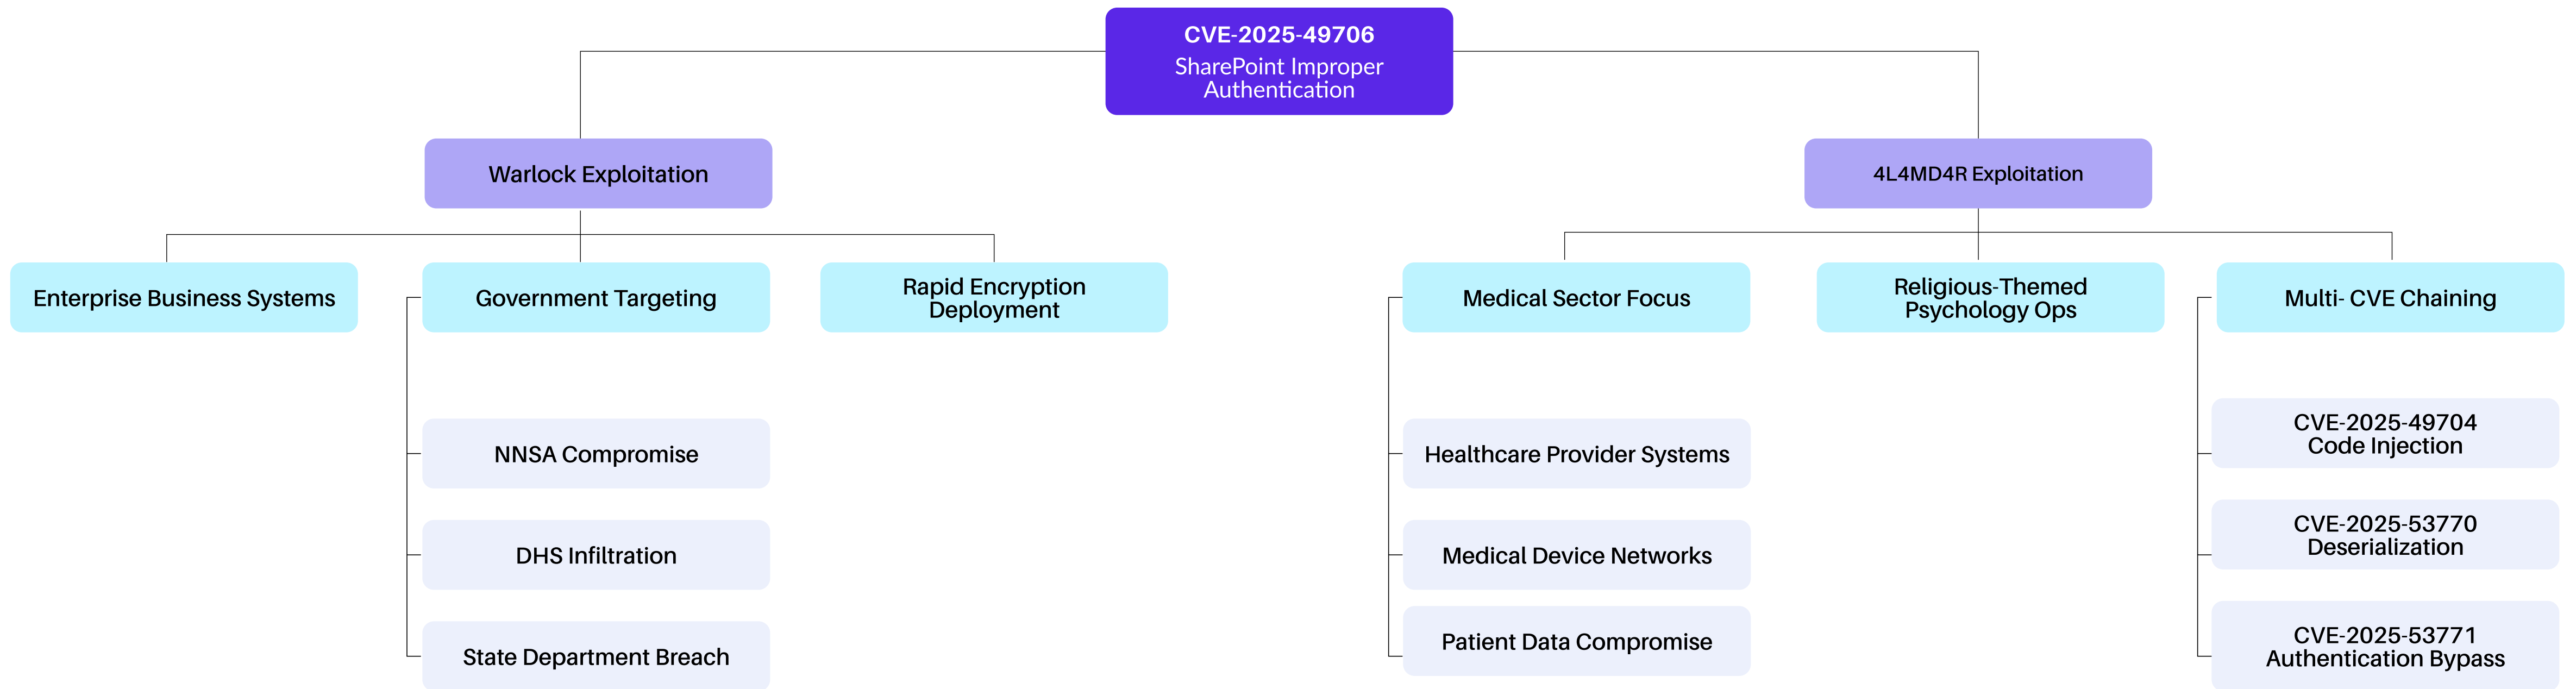 CVE-2025-49706
SharePoint Improper
Authentication
Warlock Exploitation
4L4MD4R Exploitation
Enterprise Business Systems
Government Targeting
Rapid Encryption
Deployment
Medical Sector Focus
Religious-Themed
Psychology Ops
Multi- CVE Chaining
NNSA Compromise
DHS Infiltration
State Department Breach
Healthcare Provider Systems
Medical Device Networks
Patient Data Compromise
CVE-2025-49704
Code Injection
CVE-2025-53770
Deserialization
CVE-2025-53771
Authentication Bypass